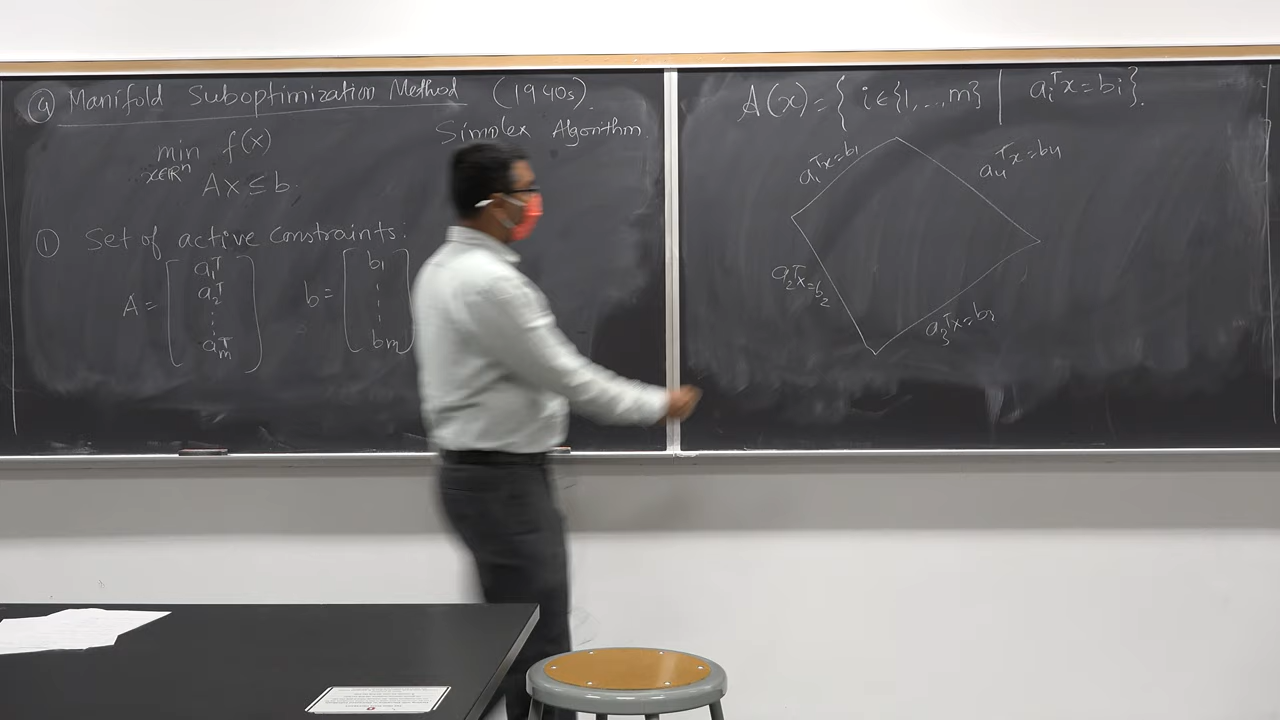 ④ Manifold Suboptimization Method (1940s).
Simplex Algorithm.
min f(x)
x∈ℝⁿ
Ax ≤ b.
① Set of active constraints:
A = [a₁ᵀ a₂ᵀ ⋮ aₘᵀ] b = [b₁ ⋮ bₘ]
A(x) = { i ∈ {1,...,m} | aᵢᵀx = bᵢ }.
a₁ᵀx = b₁
a₄ᵀx = b₄
a₂ᵀx = b₂
a₃ᵀx = b₃